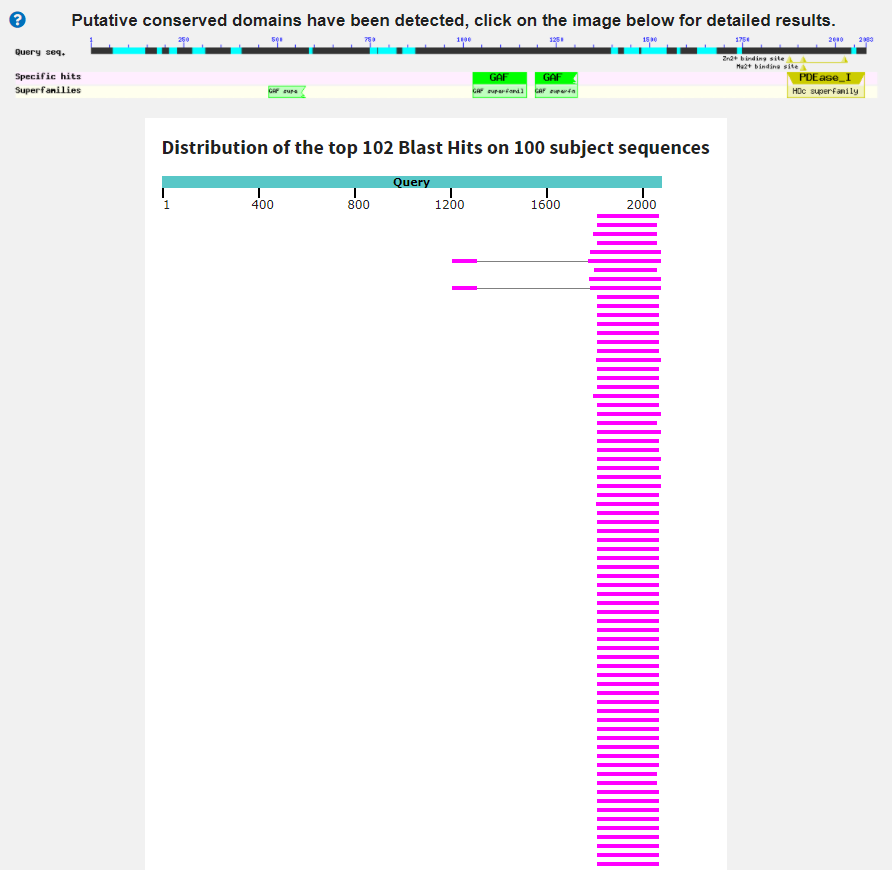 Putative conserved domains have been detected, click on the image below for detailed results.
1 250 500 750 1000 1250 1500 1750 2000 2083
Query seq.
Zn2+ binding site
Mg2+ binding site
Specific hits GAF GAF PDEase_I
Superfamilies GAF supe GAF superfamil GAF superfa HDc superfamily
Distribution of the top 102 Blast Hits on 100 subject sequences
Query
1 400 800 1200 1600 2000